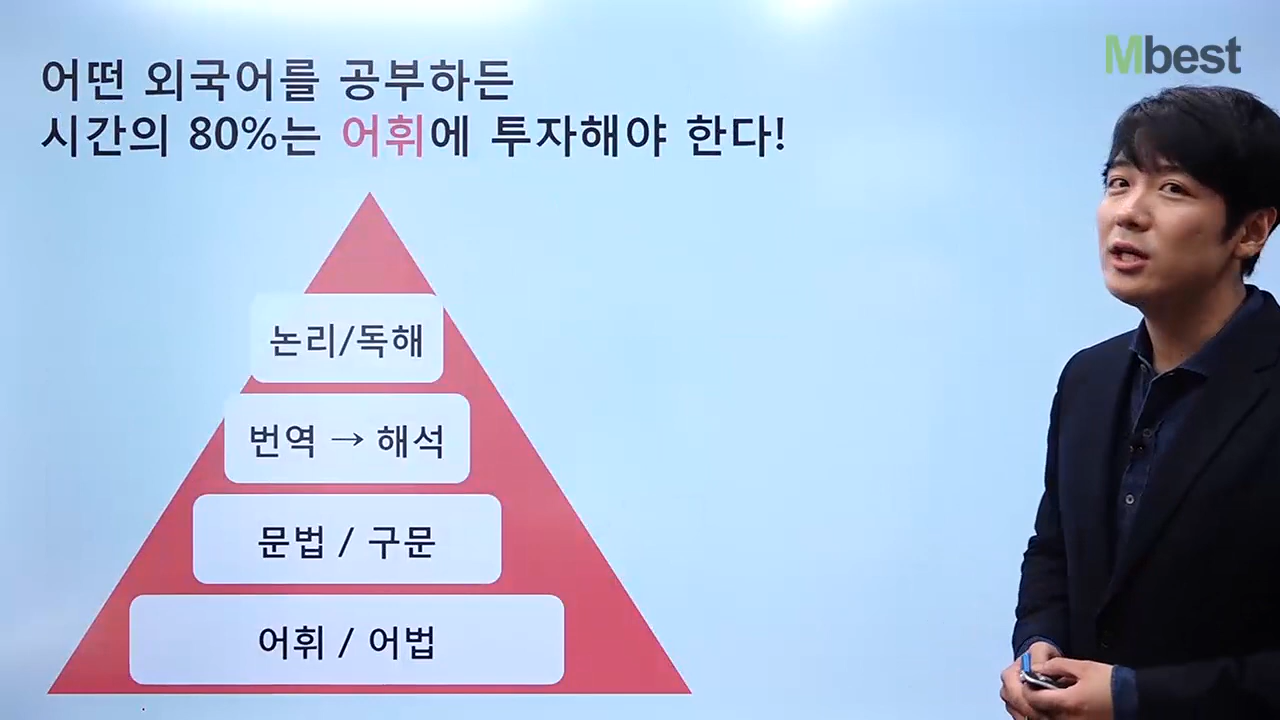 Mbest
어떤 외국어를 공부하든
시간의 80%는 어휘에 투자해야 한다!
논리/독해
번역 → 해석
문법 / 구문
어휘 / 어법